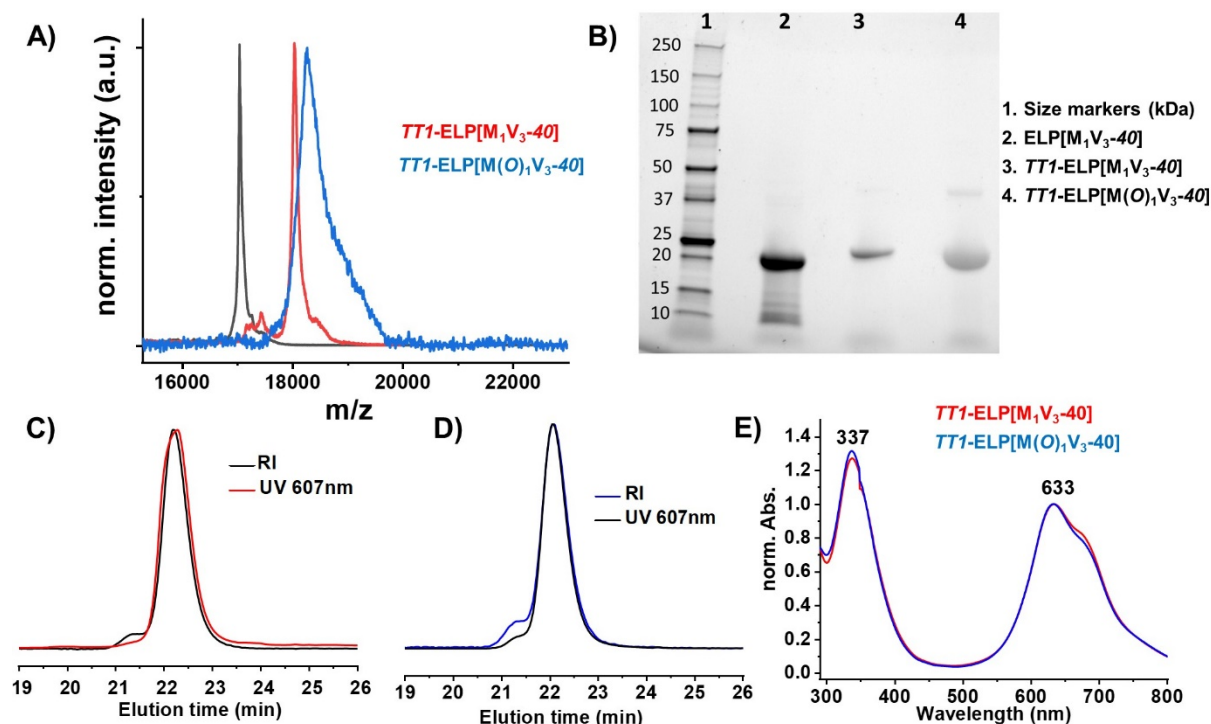 A)
norm. intensity (a.u.)
TT1-ELP[M₁V₃-40]
TT1-ELP[M(O)₁V₃-40]
16000 18000 20000 22000
m/z
B)
1 2 3 4
250
150
100
75
50
37
25
20
15
10
1. Size markers (kDa)
2. ELP[M₁V₃-40]
3. TT1-ELP[M₁V₃-40]
4. TT1-ELP[M(O)₁V₃-40]
C)
RI
UV 607nm
19 20 21 22 23 24 25 26
Elution time (min)
D)
RI
UV 607nm
19 20 21 22 23 24 25 26
Elution time (min)
E)
TT1-ELP[M₁V₃-40]
TT1-ELP[M(O)₁V₃-40]
norm. Abs.
1.4
1.2
1.0
0.8
0.6
0.4
0.2
0.0
337
633
300 400 500 600 700 800
Wavelength (nm)